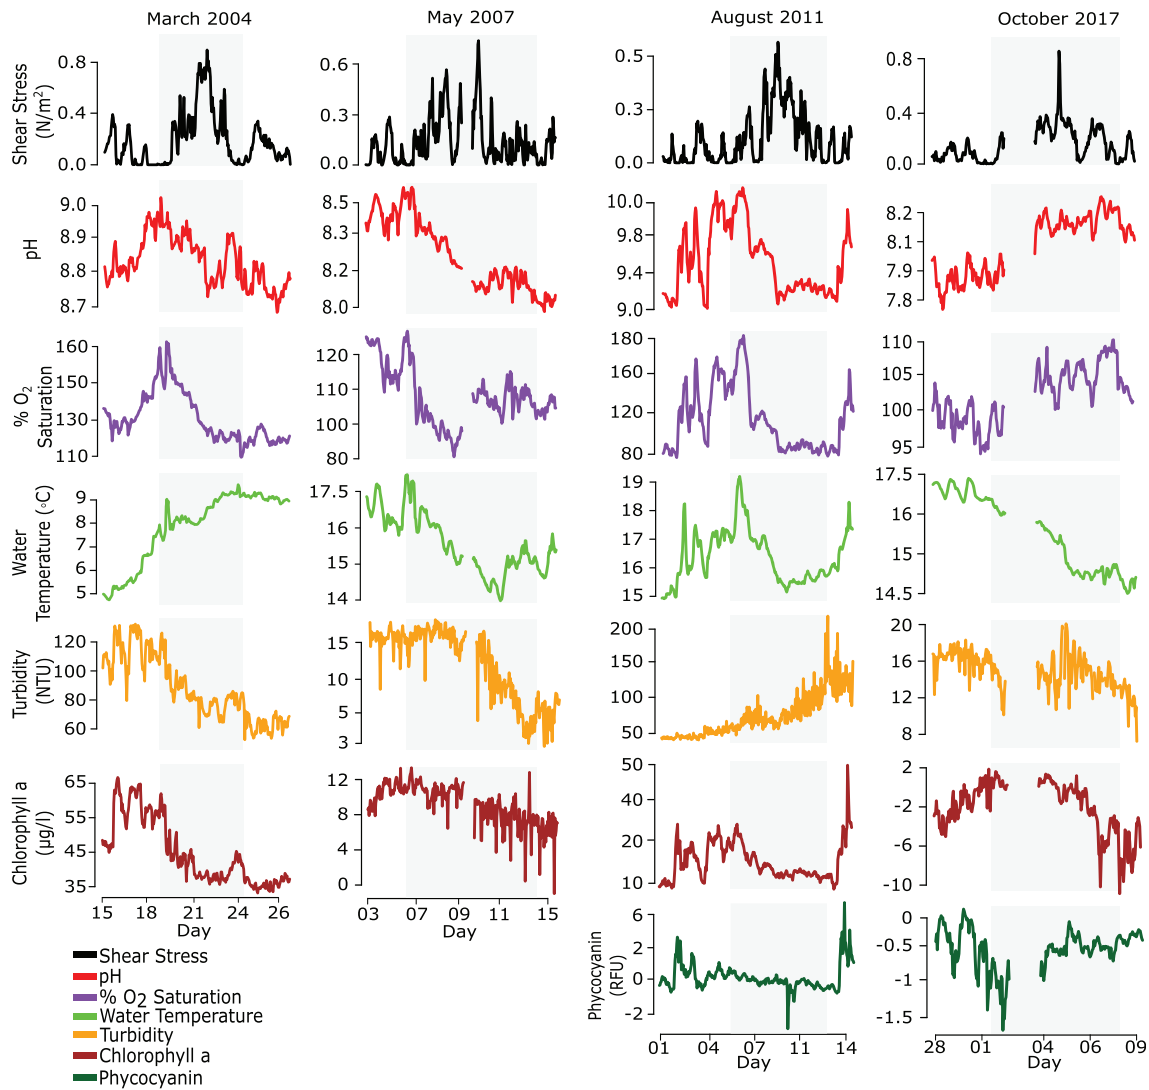 March 2004 May 2007 August 2011 October 2017
Shear Stress
(N/m²)
0.8 0.4 0.0
0.6 0.3 0.0
0.5 0.3 0.0
0.8 0.4 0.0
pH
9.0 8.9 8.8 8.7
8.5 8.3 8.2 8.0
10.0 9.8 9.4 9.0
8.2 8.1 7.9 7.8
% O₂
Saturation
160 150 130 110
120 100 80
180 160 120 80
110 105 100 95
Water
Temperature (◦C)
9 8 7 6 5
17.5 16 15 14
19 18 17 16 15
17.5 16 15 14.5
Turbidity
(NTU)
120 100 80 60
15 10 5 3
200 150 100 50
20 16 12 8
Chlorophyll a
(µg/l)
65 55 45 35
12 8 4 0
50 40 20 10
2 -2 -6 -10
15 18 21 24 26
Day
03 07 09 11 15
Day
Phycocyanin
(RFU)
6 2 0 -2
0 -0.5 -1 -1.5
01 04 07 11 14
Day
28 01 04 06 09
Day
Shear Stress
pH
% O₂ Saturation
Water Temperature
Turbidity
Chlorophyll a
Phycocyanin